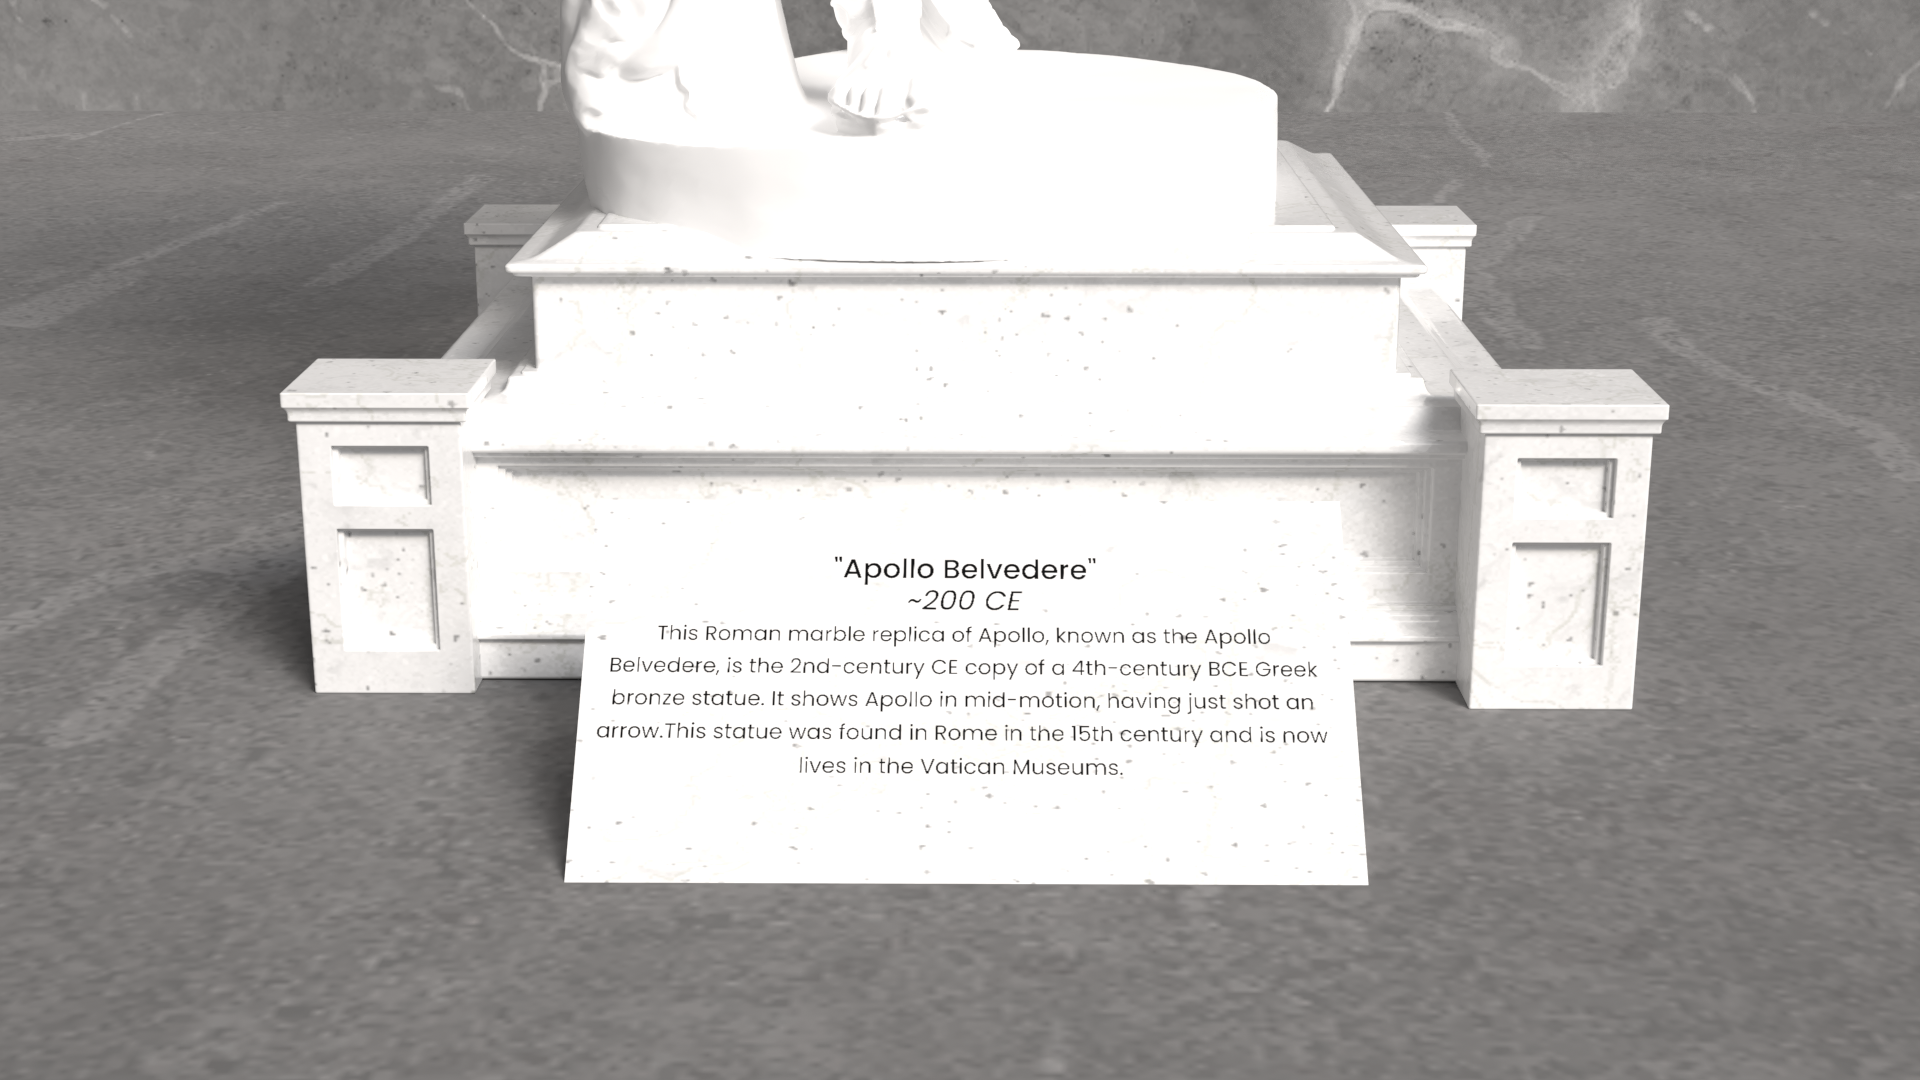 "Apollo Belvedere"
~200 CE
This Roman marble replica of Apollo, known as the Apollo
Belvedere, is the 2nd-century CE copy of a 4th-century BCE Greek
bronze statue. It shows Apollo in mid-motion, having just shot an
arrow.This statue was found in Rome in the 15th century and is now
lives in the Vatican Museums.